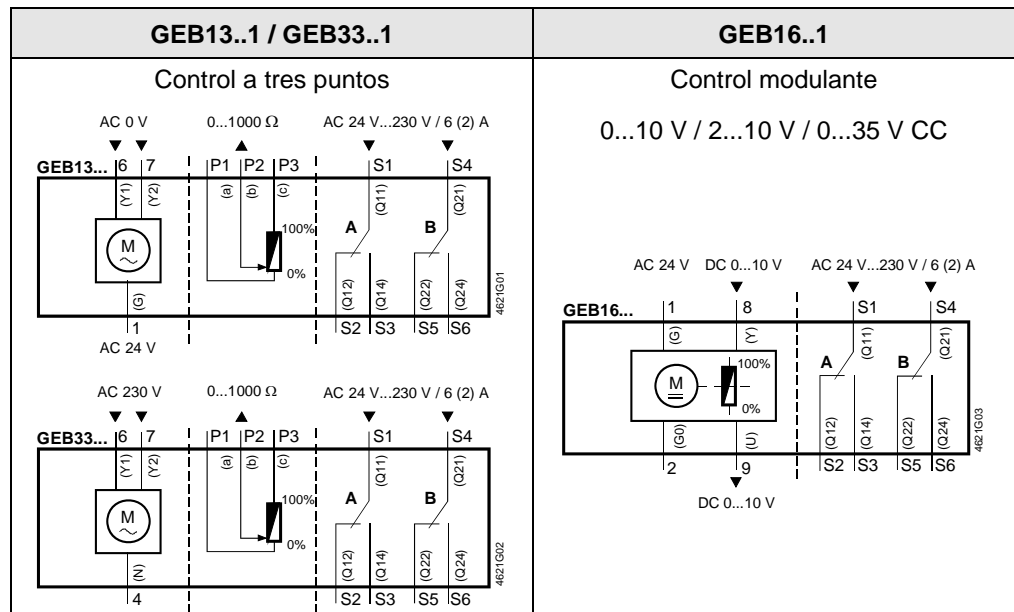 GEB13..1 / GEB33..1
Control a tres puntos
AC 0 V 0...1000 Ω AC 24 V...230 V / 6 (2) A
GEB13... 6 7 P1 P2 P3 S1 S4
(Y1) (Y2) (a) (b) (c) (Q11) (Q21)
A B
100%
M
0%
(G) (Q12) (Q14) (Q22) (Q24)
4621G01
1 S2 S3 S5 S6
AC 24 V
AC 230 V 0...1000 Ω AC 24 V...230 V / 6 (2) A
GEB33... 6 7 P1 P2 P3 S1 S4
(Y1) (Y2) (a) (b) (c) (Q11) (Q21)
A B
100%
M
0%
(N) (Q12) (Q14) (Q22) (Q24)
4621G02
4 S2 S3 S5 S6
GEB16..1
Control modulante
0...10 V / 2...10 V / 0...35 V CC
AC 24 V DC 0...10 V AC 24 V...230 V / 6 (2) A
GEB16... 1 8 S1 S4
(G) (Y) (Q11) (Q21)
A B
100%
M
0%
(G0) (U) (Q12) (Q14) (Q22) (Q24)
4621G03
2 9 S2 S3 S5 S6
DC 0...10 V